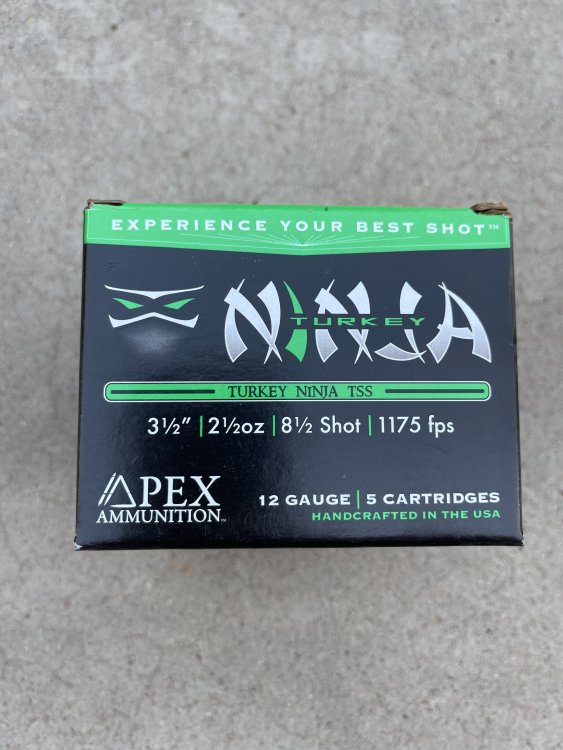 EXPERIENCE YOUR BEST SHOT™
NINJA
TURKEY
TURKEY NINJA TSS
3½" | 2½oz | 8½ Shot | 1175 fps
APEX
AMMUNITION™
12 GAUGE | 5 CARTRIDGES
HANDCRAFTED IN THE USA